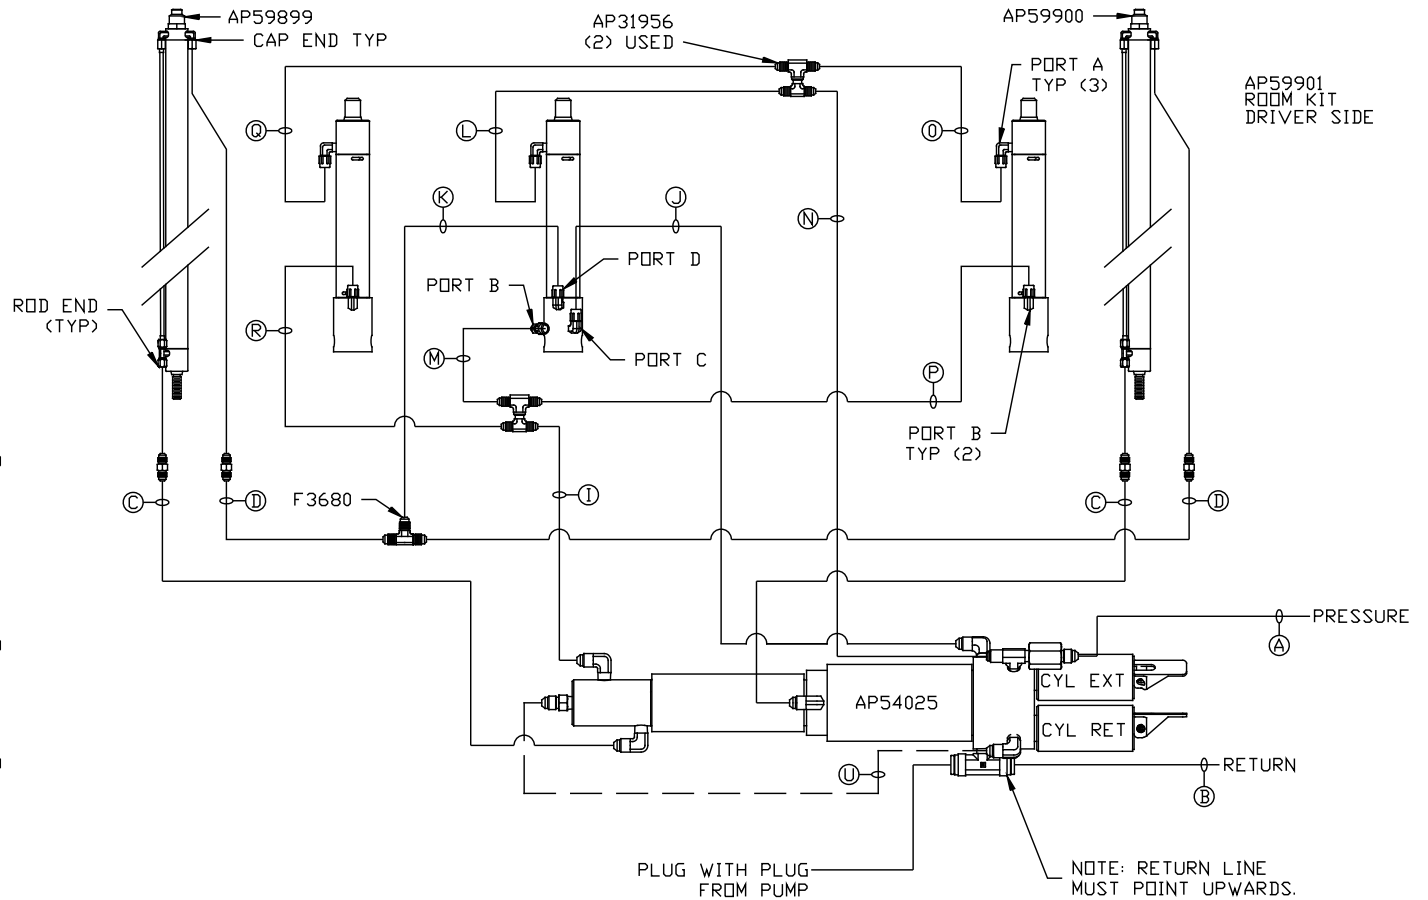 AP59899
CAP END TYP
AP31956
(2) USED
AP59900
PORT A
TYP (3)
AP59901
ROOM KIT
DRIVER SIDE
Q
L
O
K
J
N
PORT D
PORT B
ROD END
(TYP)
R
M
PORT C
P
PORT B
TYP (2)
C
D
F3680
I
C
D
PRESSURE
A
CYL EXT
AP54025
CYL RET
U
RETURN
B
PLUG WITH PLUG
FROM PUMP
NOTE: RETURN LINE
MUST POINT UPWARDS.